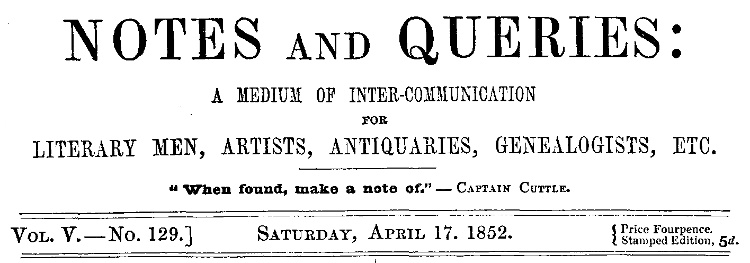 NOTES AND QUERIES:
A MEDIUM OF INTER-COMMUNICATION
FOR
LITERARY MEN, ARTISTS, ANTIQUARIES, GENEALOGISTS, ETC.
"When found, make a note of." — CAPTAIN CUTTLE.
VOL. V.—No. 129.] SATURDAY, APRIL 17. 1852. { Price Fourpence.
Stamped Edition, 5d.